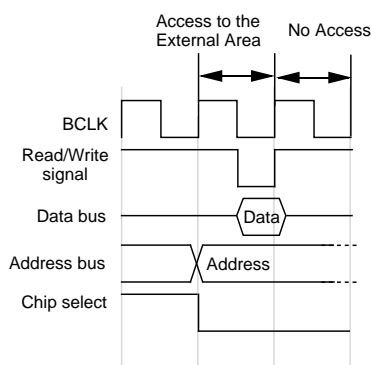 Access to the
External Area
No Access
BCLK
Read/Write
signal
Data bus
Data
Address bus
Address
Chip select